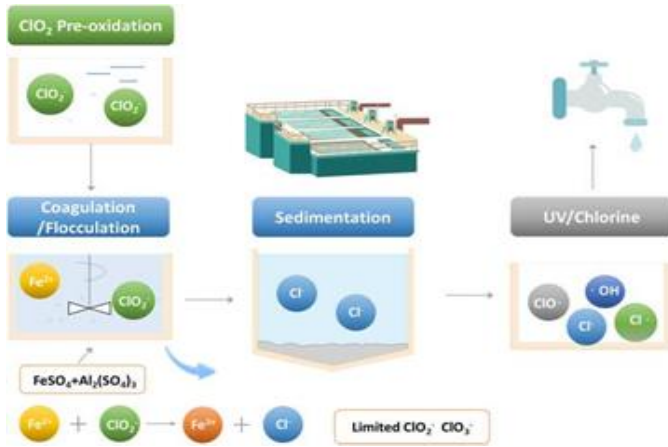 ClO₂ Pre-oxidation
ClO₂⁻ ClO₂⁻
Coagulation
/Flocculation
Sedimentation
UV/Chlorine
Fe²⁺ ClO₂⁻
Cl⁻ Cl⁻
ClO· ·OH
Cl· Cl·
FeSO₄+Al₂(SO₄)₃
Fe²⁺ + ClO₂⁻ Fe³⁺ + Cl⁻
Limited ClO₂⁻ ClO₃⁻